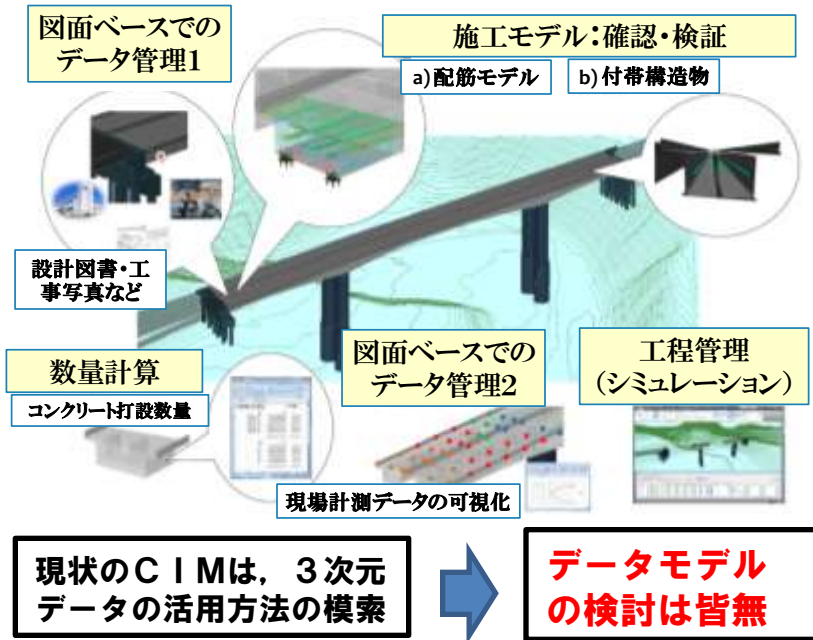 図面ベースでの
データ管理1
施工モデル：確認・検証
a)配筋モデル
b)付帯構造物
設計図書・工
事写真など
数量計算
コンクリート打設数量
図面ベースでの
データ管理2
現場計測データの可視化
工程管理
（シミュレーション）
現状のＣＩＭは，３次元
データの活用方法の模索
データモデル
の検討は皆無